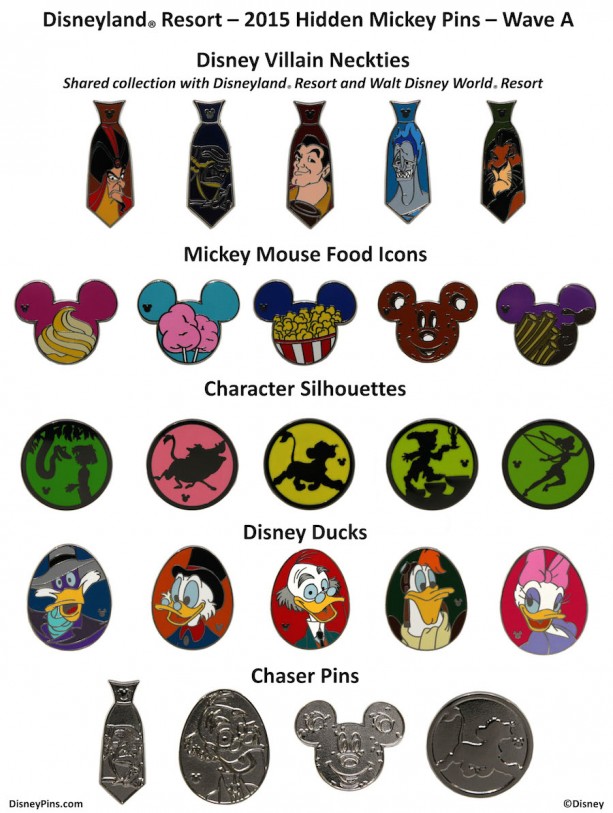 Disneyland® Resort – 2015 Hidden Mickey Pins – Wave A
Disney Villain Neckties
Shared collection with Disneyland® Resort and Walt Disney World® Resort
Mickey Mouse Food Icons
Character Silhouettes
Disney Ducks
Chaser Pins
DisneyPins.com ©Disney